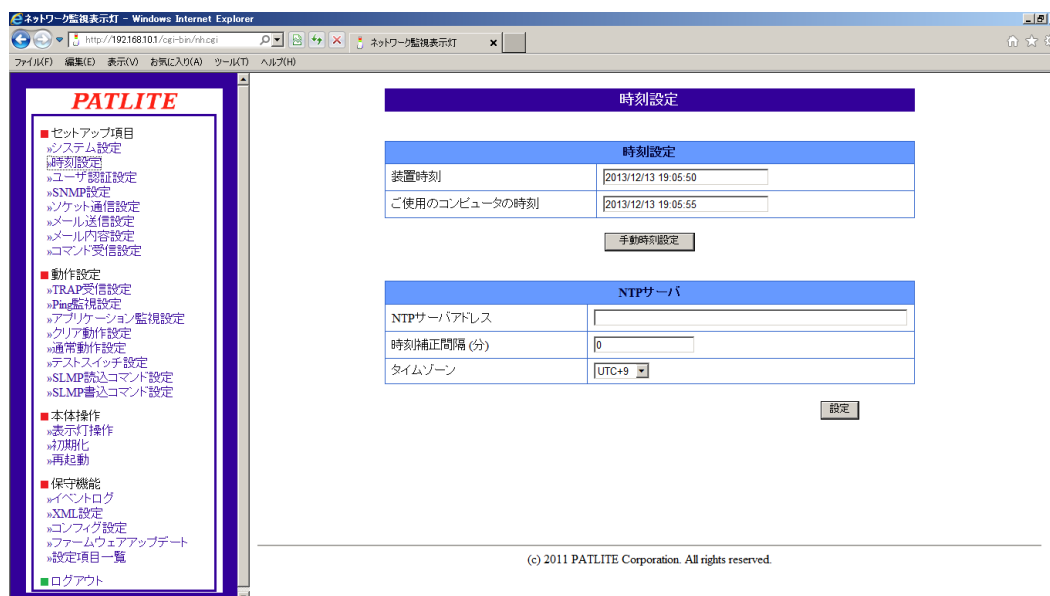 ネットワーク監視表示灯 - Windows Internet Explorer
http://192.168.10.1/cgi-bin/nhcgi
ネットワーク監視表示灯
ファイル(F) 編集(E) 表示(V) お気に入り(A) ツール(T) ヘルプ(H)
PATLITE
セットアップ項目
»システム設定
»時刻設定
»ユーザ認証設定
»SNMP設定
»ソケット通信設定
»メール送信設定
»メール内容設定
»コマンド受信設定
動作設定
»TRAP受信設定
»Ping監視設定
»アプリケーション監視設定
»クリア動作設定
»通常動作設定
»テストスイッチ設定
»SLMP読込コマンド設定
»SLMP書込コマンド設定
本体操作
»表示灯操作
»初期化
»再起動
保守機能
»イベントログ
»XML設定
»コンフィグ設定
»ファームウェアアップデート
»設定項目一覧
ログアウト
時刻設定
時刻設定
装置時刻 2013/12/13 19:05:50
ご使用のコンピュータの時刻 2013/12/13 19:05:55
手動時刻設定
NTPサーバ
NTPサーバアドレス
時刻補正間隔 (分) 0
タイムゾーン UTC+9
設定
(c) 2011 PATLITE Corporation. All rights reserved.